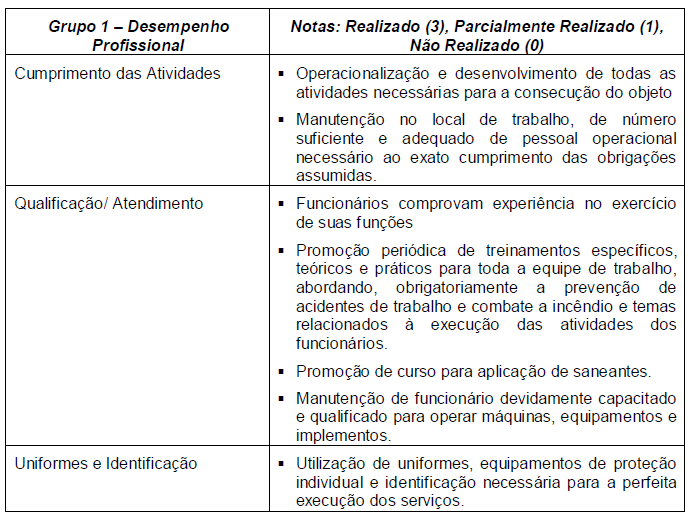 Grupo 1 – Desempenho
Profissional
Notas: Realizado (3), Parcialmente Realizado (1),
Não Realizado (0)
Cumprimento das Atividades
▪ Operacionalização e desenvolvimento de todas as
atividades necessárias para a consecução do objeto
▪ Manutenção no local de trabalho, de número
suficiente e adequado de pessoal operacional
necessário ao exato cumprimento das obrigações
assumidas.
Qualificação/ Atendimento
▪ Funcionários comprovam experiência no exercício
de suas funções
▪ Promoção periódica de treinamentos específicos,
teóricos e práticos para toda a equipe de trabalho,
abordando, obrigatoriamente a prevenção de
acidentes de trabalho e combate a incêndio e temas
relacionados à execução das atividades dos
funcionários.
▪ Promoção de curso para aplicação de saneantes.
▪ Manutenção de funcionário devidamente capacitado
e qualificado para operar máquinas, equipamentos e
implementos.
Uniformes e Identificação
▪ Utilização de uniformes, equipamentos de proteção
individual e identificação necessária para a perfeita
execução dos serviços.